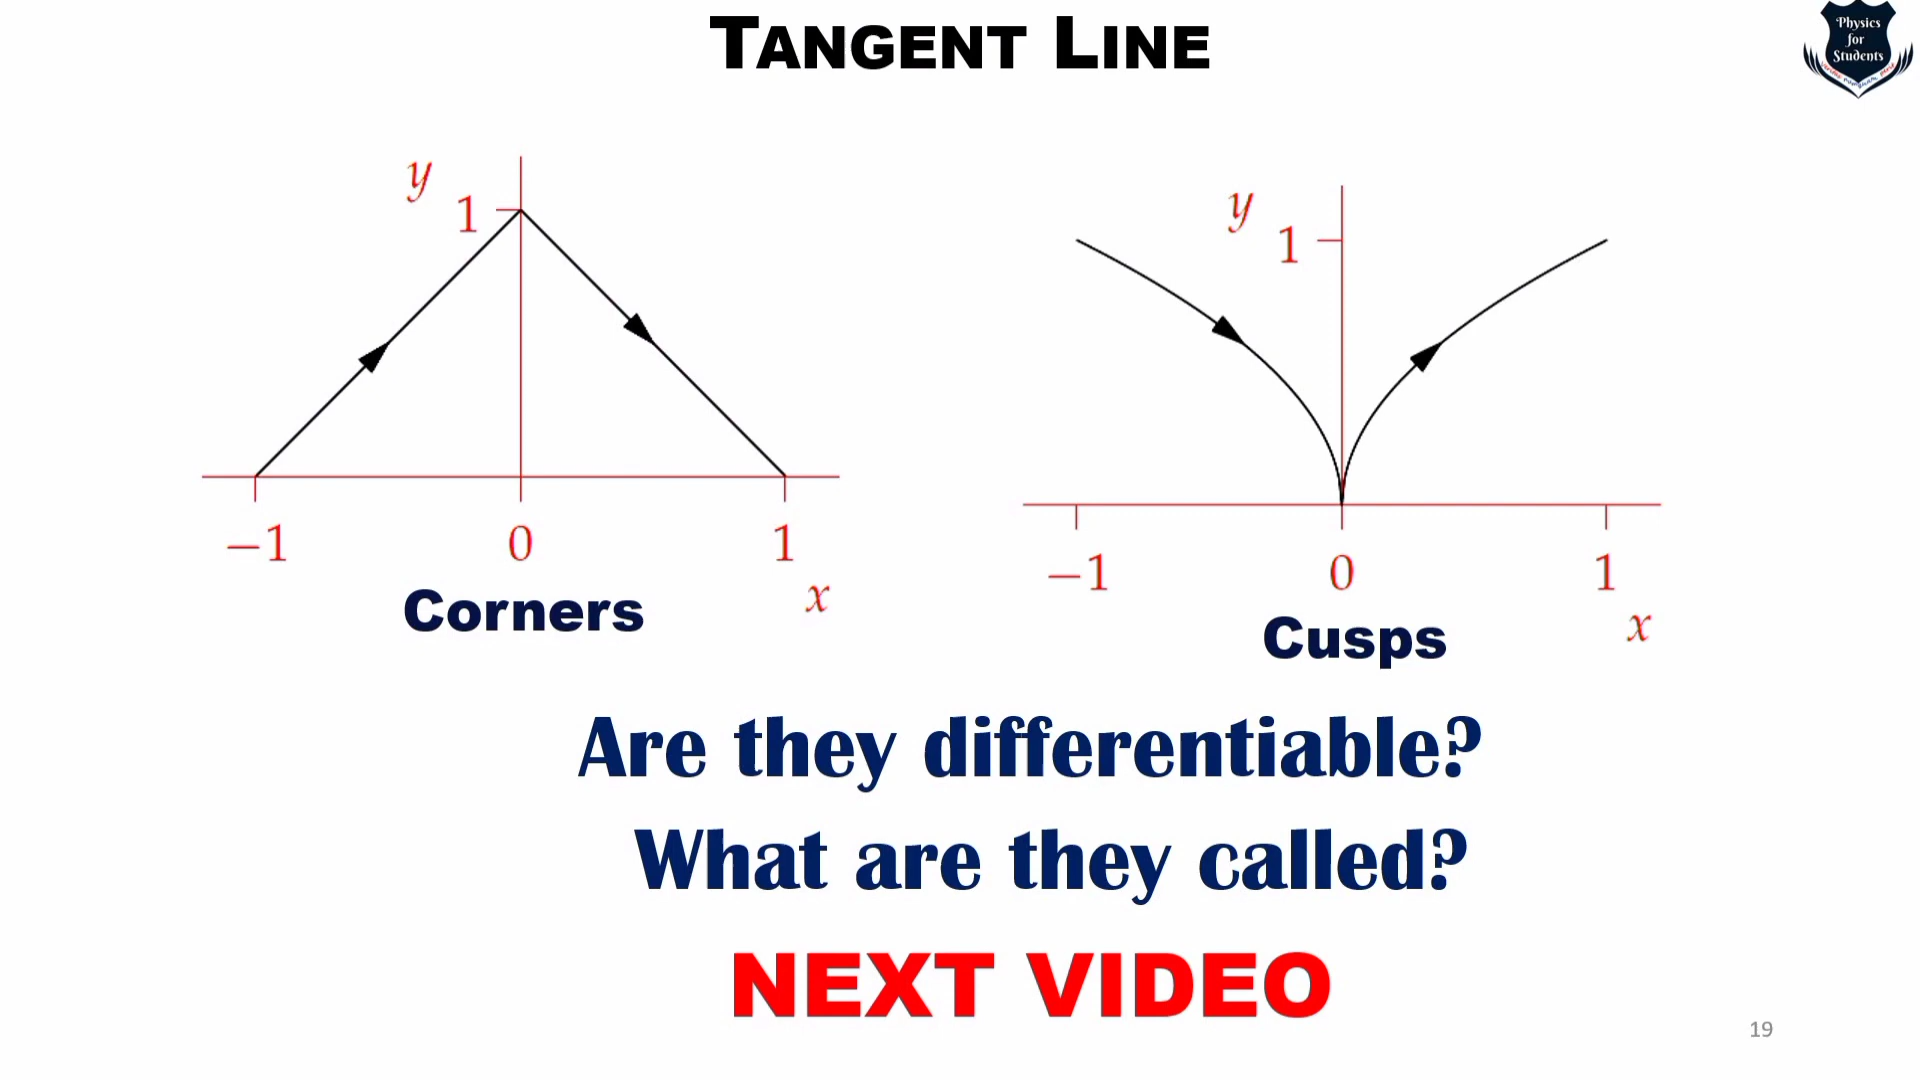 TANGENT LINE
Physics
for
Students
y
1
−1
0
1
x
Corners
y
1
−1
0
1
x
Cusps
Are they differentiable?
What are they called?
NEXT VIDEO
19